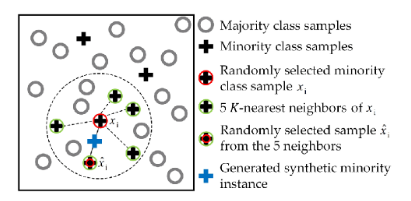 Majority class samples
Minority class samples
Randomly selected minority
class sample xᵢ
5 K-nearest neighbors of xᵢ
Randomly selected sample x̂ᵢ
from the 5 neighbors
Generated synthetic minority
instance
xᵢ
x̂ᵢ